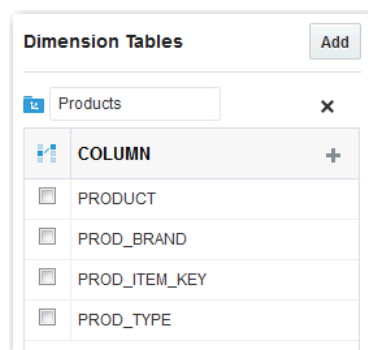 Dimension Tables Add
Products
COLUMN
PRODUCT
PROD_BRAND
PROD_ITEM_KEY
PROD_TYPE